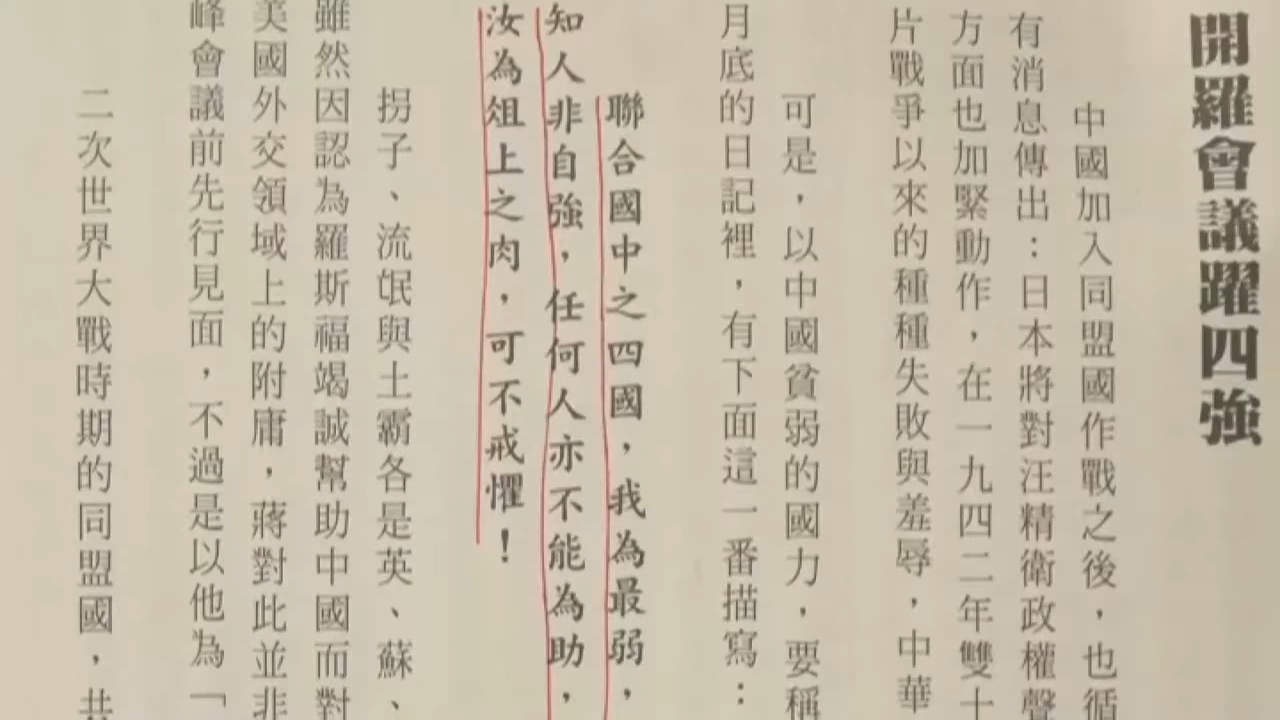 開羅會議躍四強
中國加入同盟國作戰之後，也循
有消息傳出：日本將對汪精衛政權聲
方面也加緊動作，在一九四二年雙十
片戰爭以來的種種失敗與羞辱，中華
可是，以中國貧弱的國力，要稱
月底的日記裡，有下面這一番描寫：
聯合國中之四國，我為最弱，
知人非自強，任何人亦不能為助，
汝為俎上之肉，可不戒懼！
拐子、流氓與土霸各是英、蘇、
雖然因認為羅斯福竭誠幫助中國而對
美國外交領域上的附庸，蔣對此並非
峰會議前先行見面，不過是以他為「
二次世界大戰時期的同盟國，共